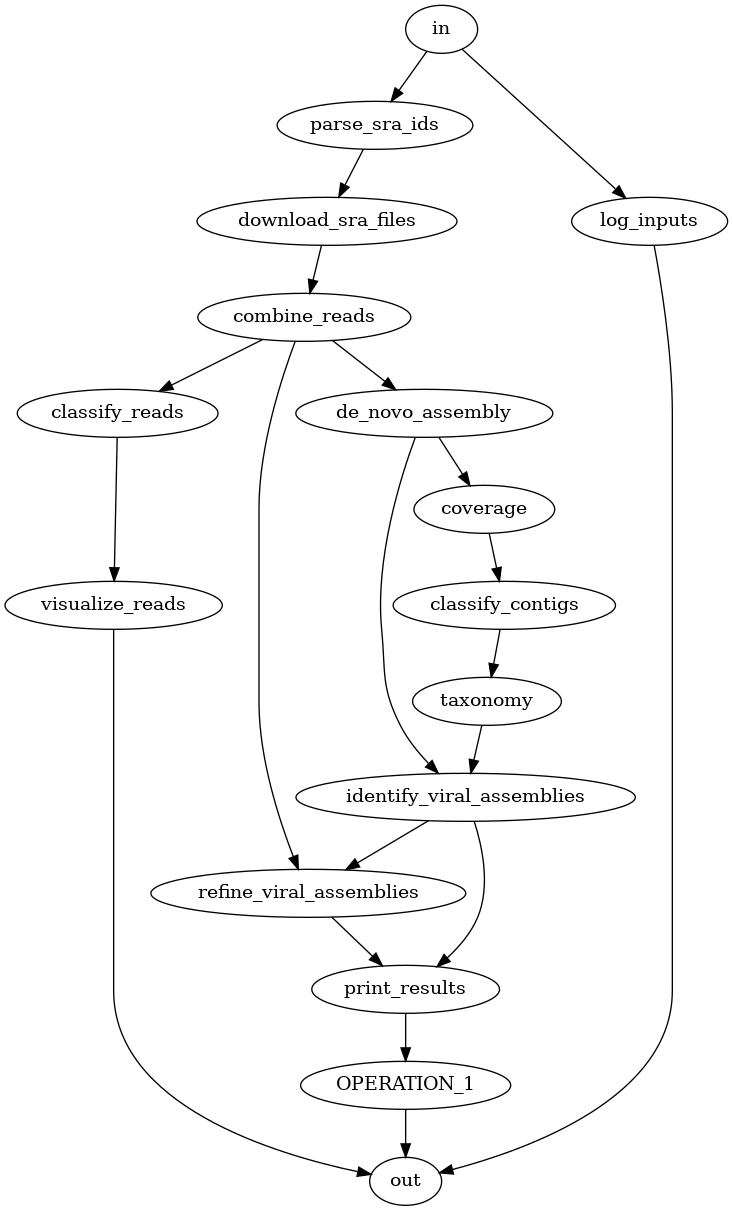 in
parse_sra_ids
download_sra_files
log_inputs
combine_reads
classify_reads
de_novo_assembly
coverage
visualize_reads
classify_contigs
taxonomy
identify_viral_assemblies
refine_viral_assemblies
print_results
OPERATION_1
out